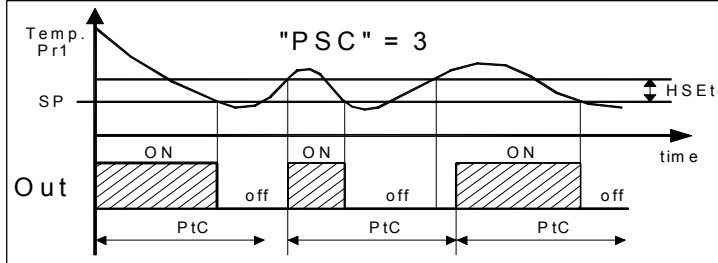 Temp.
Pr1
"PSC" = 3
HSEt
SP
time
ON
ON
ON
Out
off
off
off
PtC
PtC
PtC